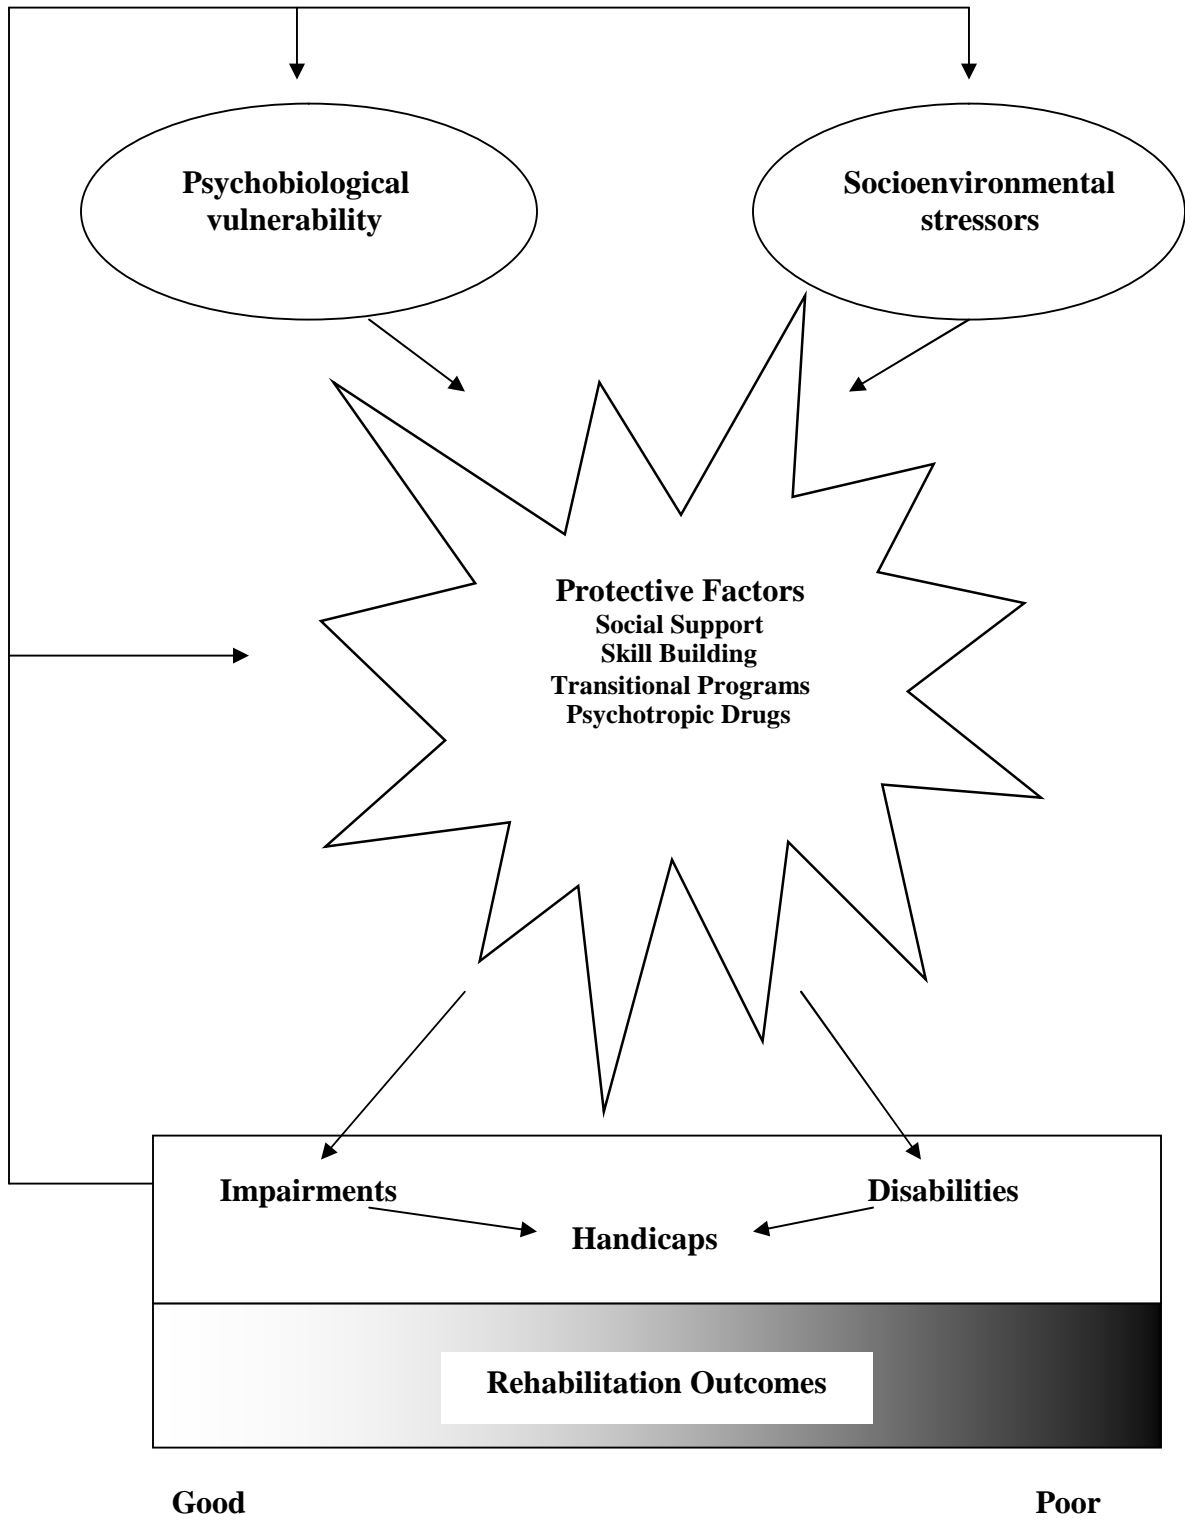 Psychobiological
vulnerability
Socioenvironmental
stressors
Protective Factors
Social Support
Skill Building
Transitional Programs
Psychotropic Drugs
Impairments
Disabilities
Handicaps
Rehabilitation Outcomes
Good
Poor